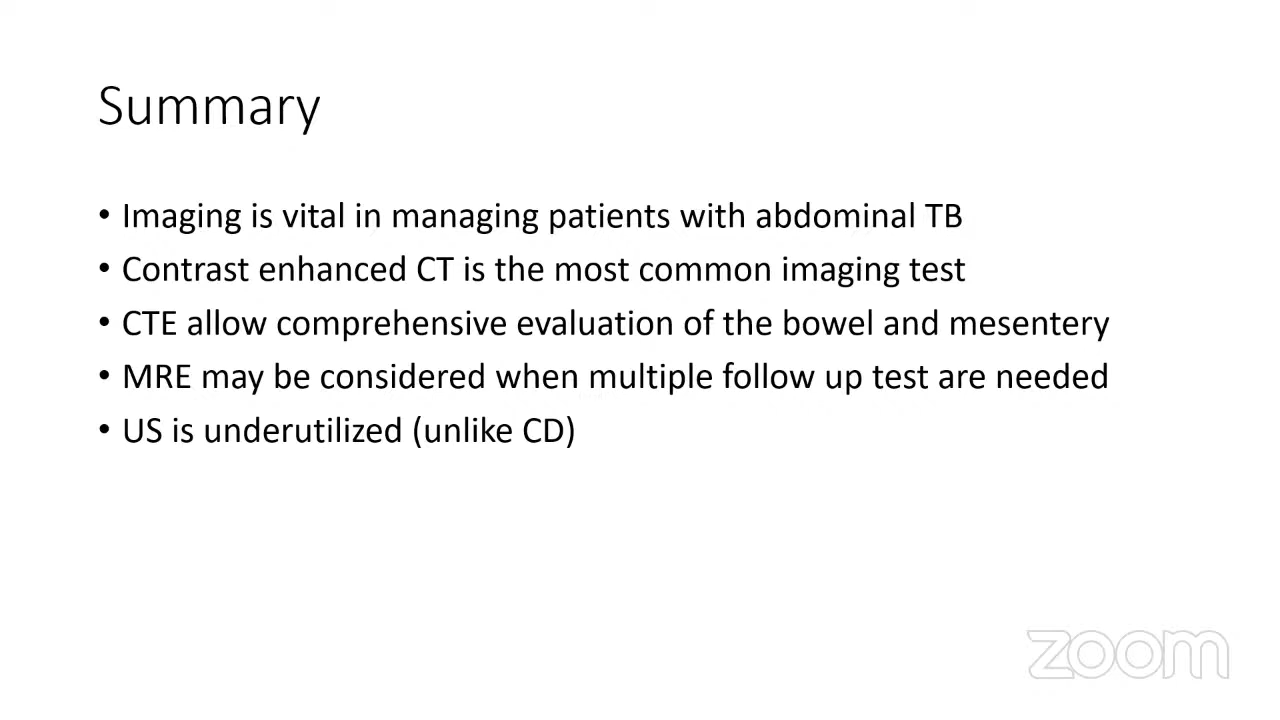 Summary
• Imaging is vital in managing patients with abdominal TB
• Contrast enhanced CT is the most common imaging test
• CTE allow comprehensive evaluation of the bowel and mesentery
• MRE may be considered when multiple follow up test are needed
• US is underutilized (unlike CD)
zoom